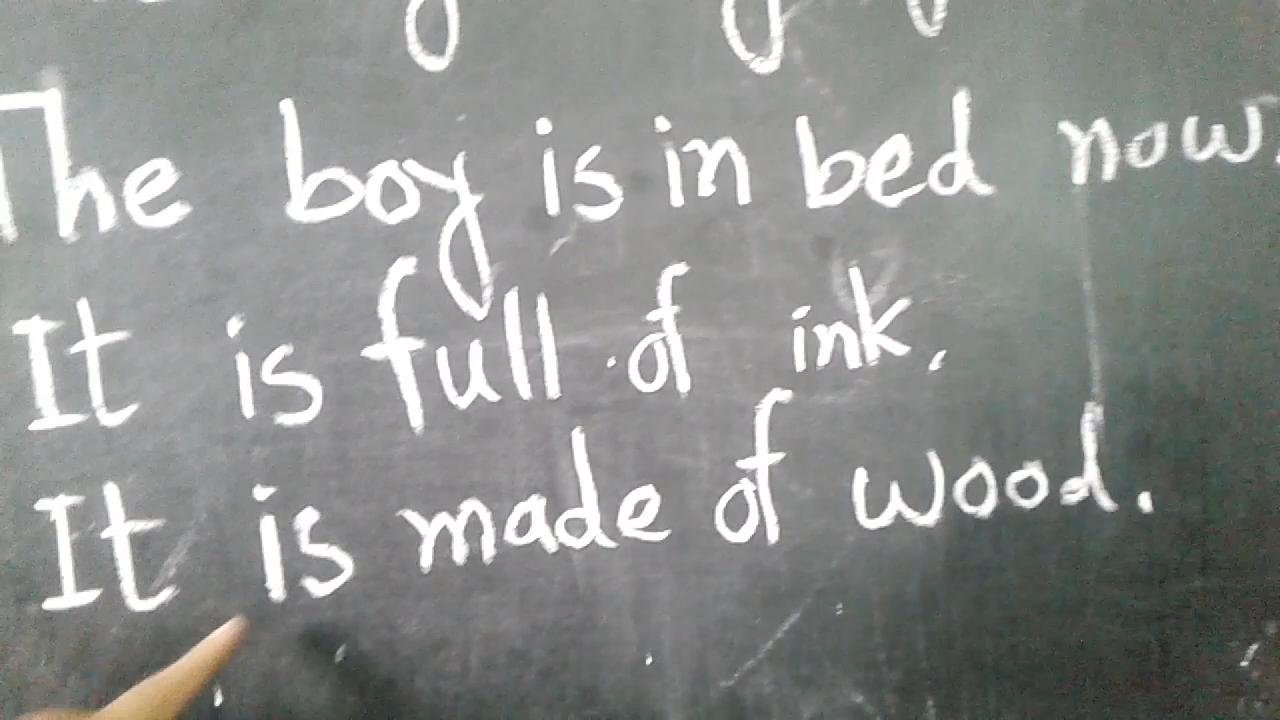 The boy is in bed now.
It is full of ink.
It is made of wood.